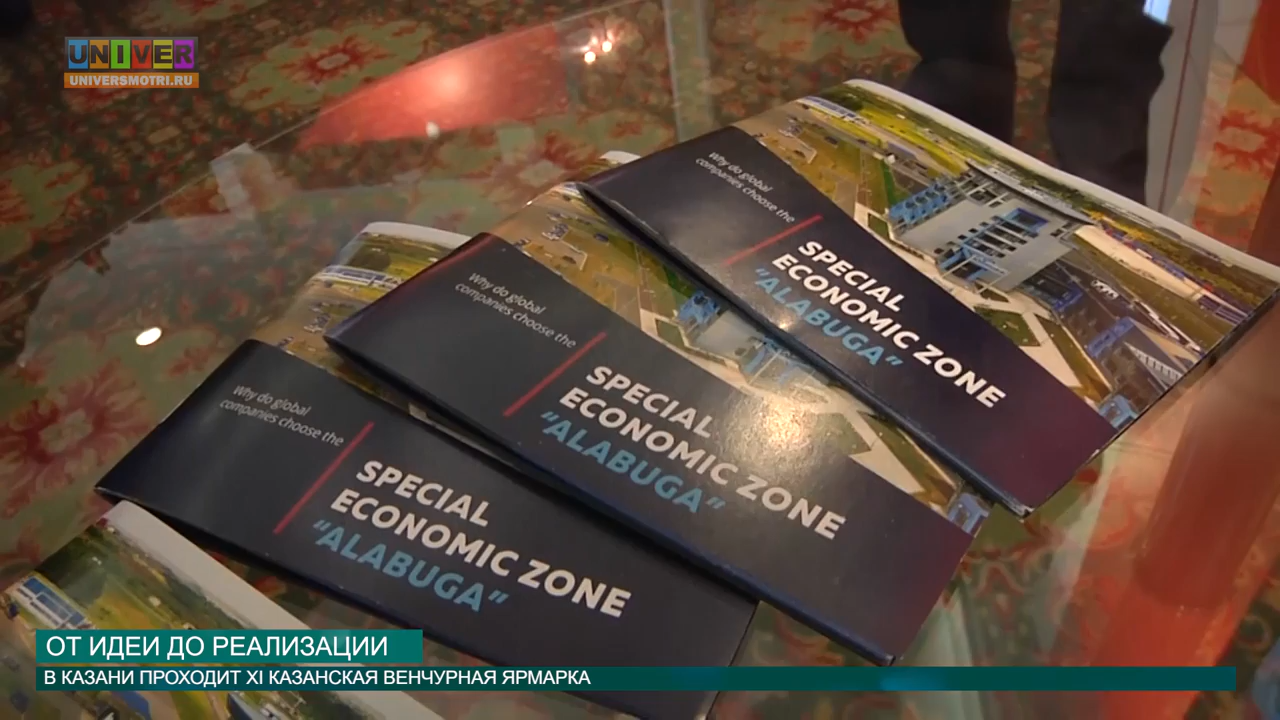 UNIVER
UNIVERSMOTRI.RU
Why do global
companies choose the
SPECIAL
ECONOMIC ZONE
“ALABUGA”
Why do global
companies choose the
SPECIAL
ECONOMIC ZONE
“ALABUGA”
Why do global
companies choose the
SPECIAL
ECONOMIC ZONE
“ALABUGA”
ОТ ИДЕИ ДО РЕАЛИЗАЦИИ
В КАЗАНИ ПРОХОДИТ XI КАЗАНСКАЯ ВЕНЧУРНАЯ ЯРМАРКА